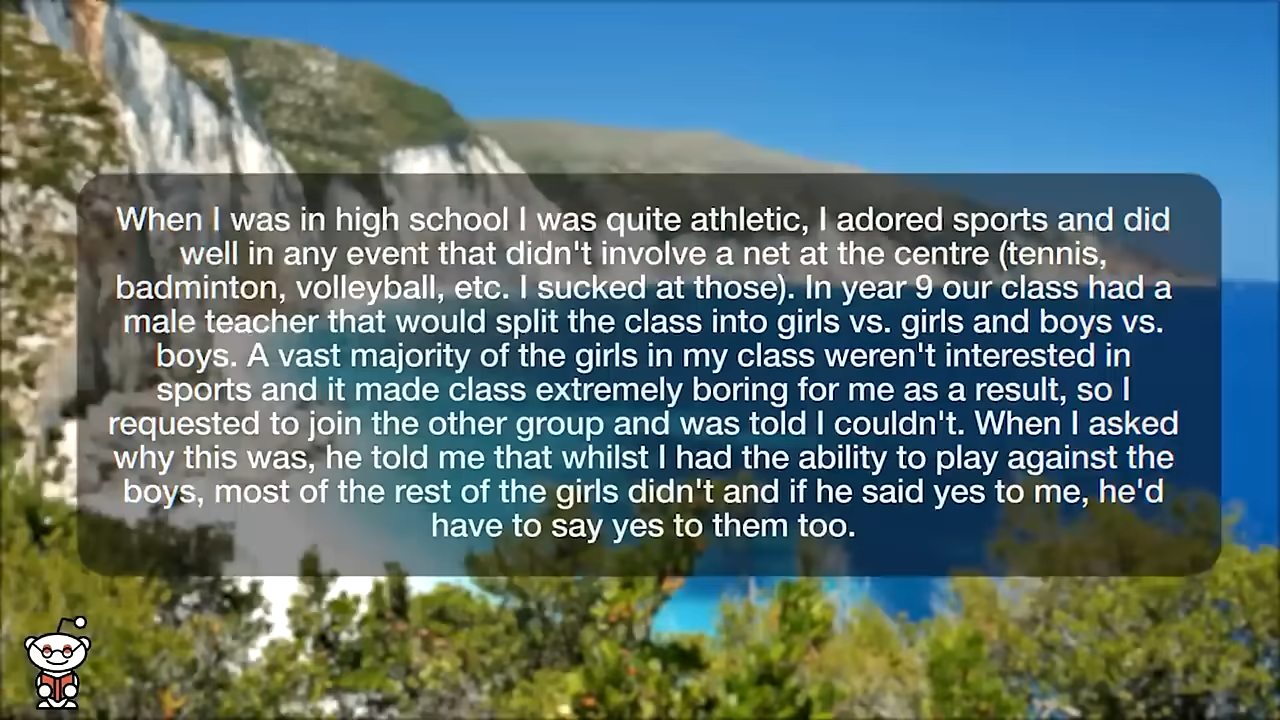 When I was in high school I was quite athletic, I adored sports and did
well in any event that didn't involve a net at the centre (tennis,
badminton, volleyball, etc. I sucked at those). In year 9 our class had a
male teacher that would split the class into girls vs. girls and boys vs.
boys. A vast majority of the girls in my class weren't interested in
sports and it made class extremely boring for me as a result, so I
requested to join the other group and was told I couldn't. When I asked
why this was, he told me that whilst I had the ability to play against the
boys, most of the rest of the girls didn't and if he said yes to me, he'd
have to say yes to them too.